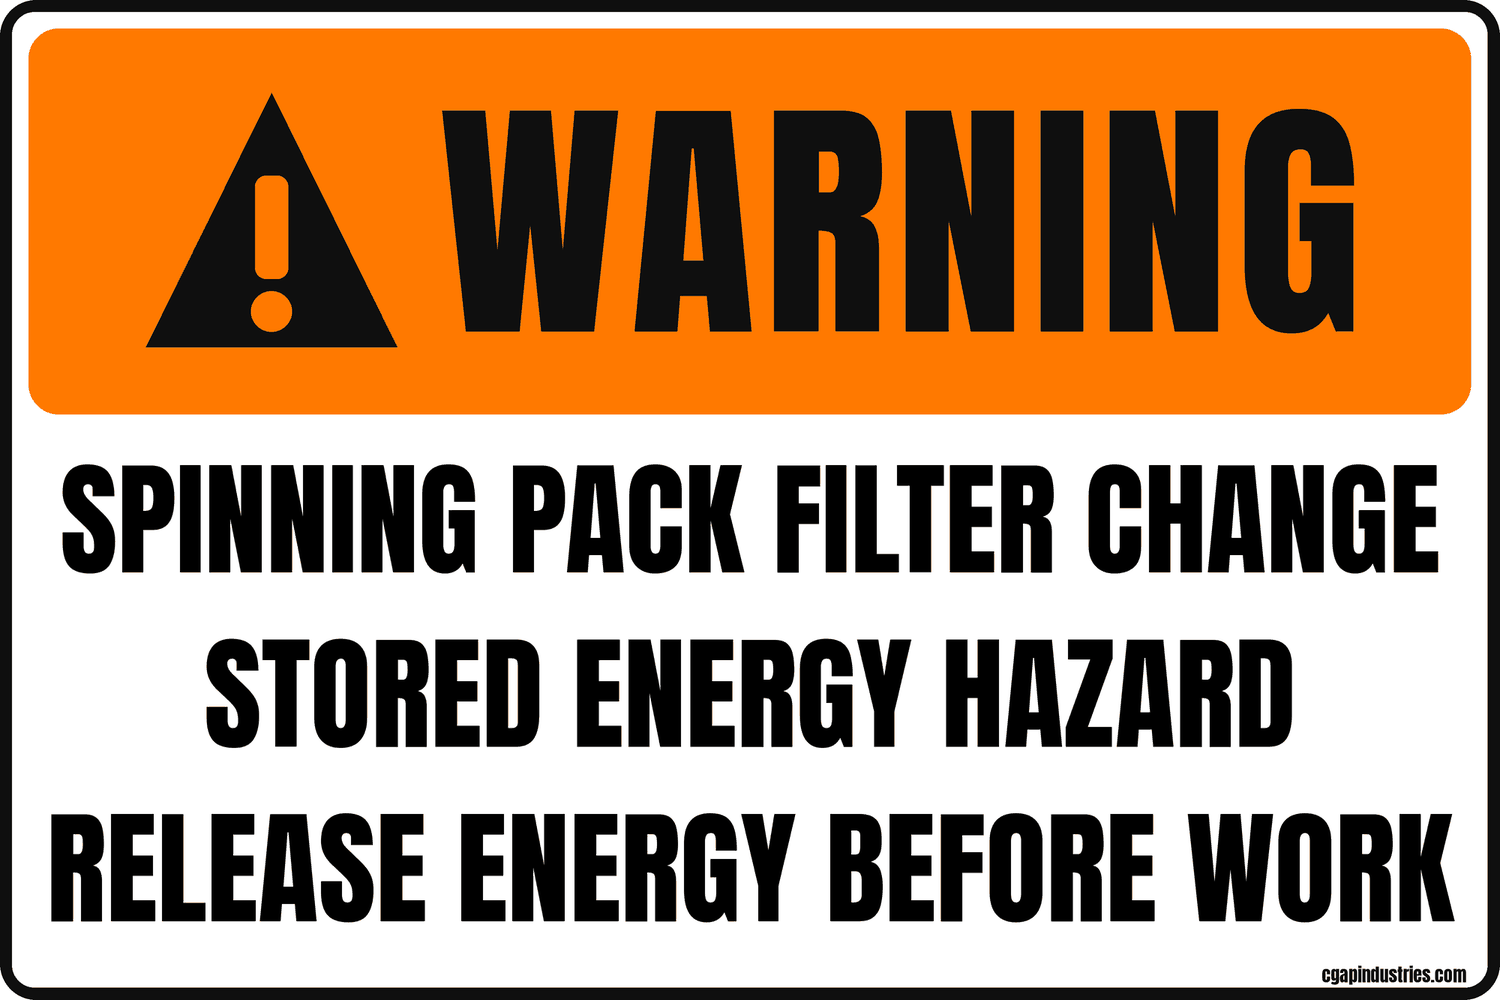 WARNING
SPINNING PACK FILTER CHANGE
STORED ENERGY HAZARD
RELEASE ENERGY BEFORE WORK
cgapindustries.com